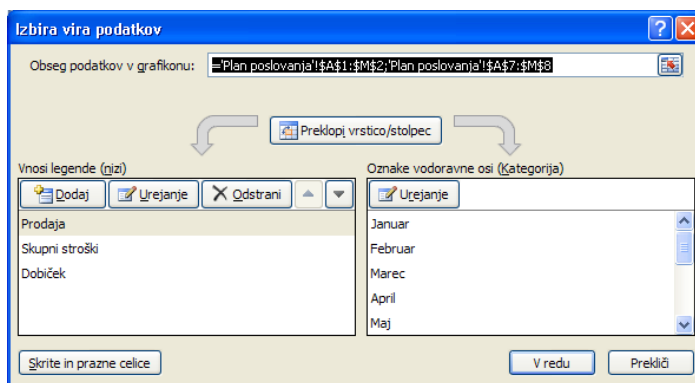 Izbira vira podatkov
Obseg podatkov v grafikonu: ='Plan poslovanja'!$A$1:$M$2;'Plan poslovanja'!$A$7:$M$8
Preklopi vrstico/stolpec
Vnosi legende (nizi)
Dodaj Urejanje Odstrani
Prodaja
Skupni stroški
Dobiček
Oznake vodoravne osi (Kategorija)
Urejanje
Januar
Februar
Marec
April
Maj
Skrite in prazne celice
V redu Prekliči